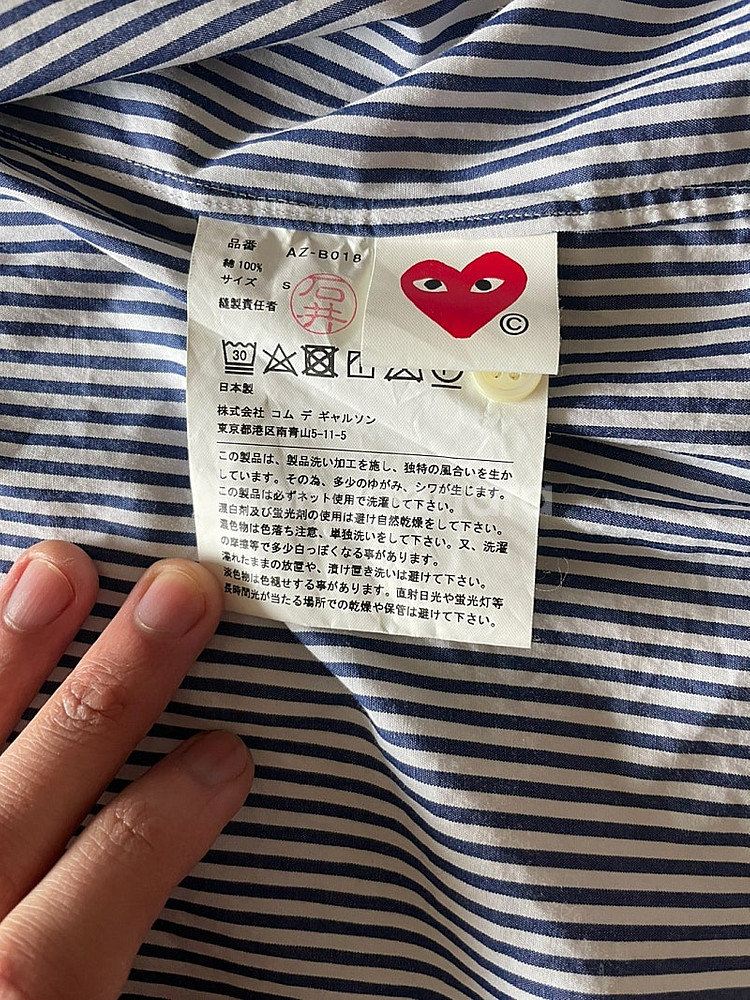 品番 AZ-B018
綿100%
サイズ S
縫製責任者 石井
©
30
日本製
株式会社 コム デ ギャルソン
東京都港区南青山5-11-5
この製品は、製品洗い加工を施し、独特の風合いを生か
しています。その為、多少のゆがみ、シワが生じます。
この製品は必ずネット使用で洗濯して下さい。
漂白剤及び蛍光剤の使用は避け自然乾燥をして下さい。
濃色物は色落ち注意、単独洗いをして下さい。又、洗濯
の摩擦等で多少白っぽくなる事があります。
濡れたままの放置や、漬け置き洗いは避けて下さい。
淡色物は色褪せする事があります。直射日光や蛍光灯等
長時間光が当たる場所での乾燥や保管は避けて下さい。